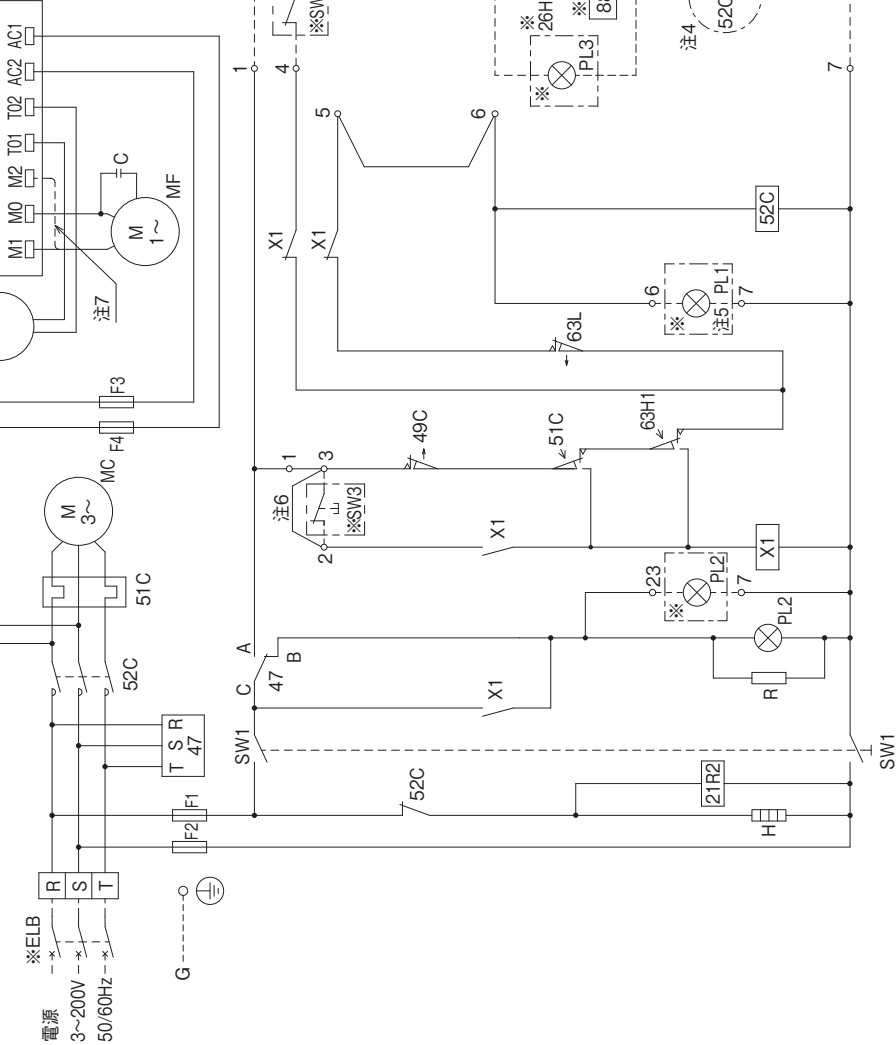 電源
3～200V
50/60Hz
※ELB
R
S
T
G
F1
F2
T S R
47
52C
51C
M
3～
MC
F3
F4
注7
M
1～
MF
C
M1
M0
M2
T01
T02
AC2
AC1
SW1
SW1
52C
H
21R2
C
A
B
47
X1
R
PL2
23
※
PL2
7
2
注6
1
3
※SW3
X1
X1
49C
51C
63H1
63L
X1
X1
6
※
注5
PL1
7
52C
5
6
1
4
7
※
PL3
※
26H
※
注4
52C
※SW